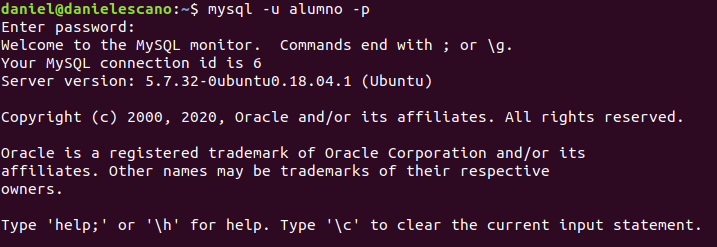 daniel@danielescano:~$ mysql -u alumno -p
Enter password:
Welcome to the MySQL monitor.  Commands end with ; or \g.
Your MySQL connection id is 6
Server version: 5.7.32-0ubuntu0.18.04.1 (Ubuntu)

Copyright (c) 2000, 2020, Oracle and/or its affiliates. All rights reserved.

Oracle is a registered trademark of Oracle Corporation and/or its
affiliates. Other names may be trademarks of their respective
owners.

Type 'help;' or '\h' for help. Type '\c' to clear the current input statement.